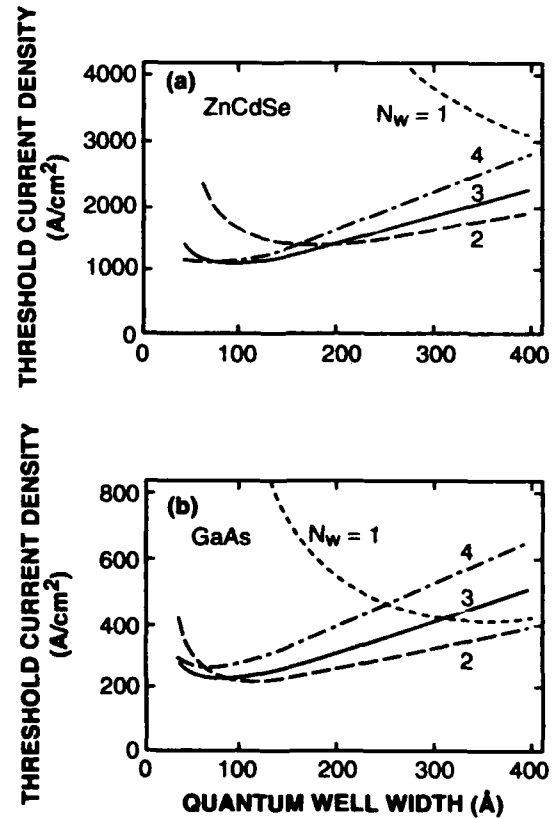 THRESHOLD CURRENT DENSITY
(A/cm²)
4000
3000
2000
1000
0
(a)
ZnCdSe
N_W = 1
4
3
2
0
100
200
300
400
THRESHOLD CURRENT DENSITY
(A/cm²)
800
600
400
200
0
(b)
GaAs
N_W = 1
4
3
2
0
100
200
300
400
QUANTUM WELL WIDTH (Å)